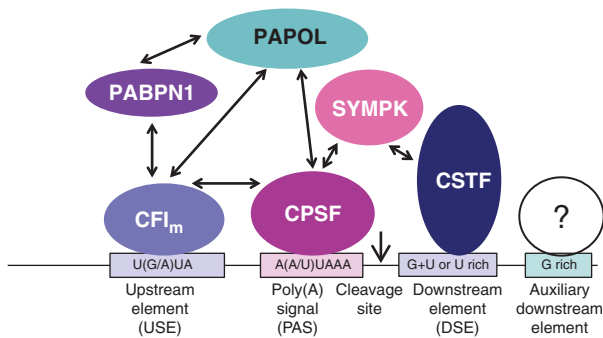 PAPOL
PABPN1
SYMPK
CSTF
CFIm
CPSF
?
U(G/A)UA
A(A/U)UAAA
G+U or U rich
G rich
Upstream
element
(USE)
Poly(A)
signal
(PAS)
Cleavage
site
Downstream
element
(DSE)
Auxiliary
downstream
element